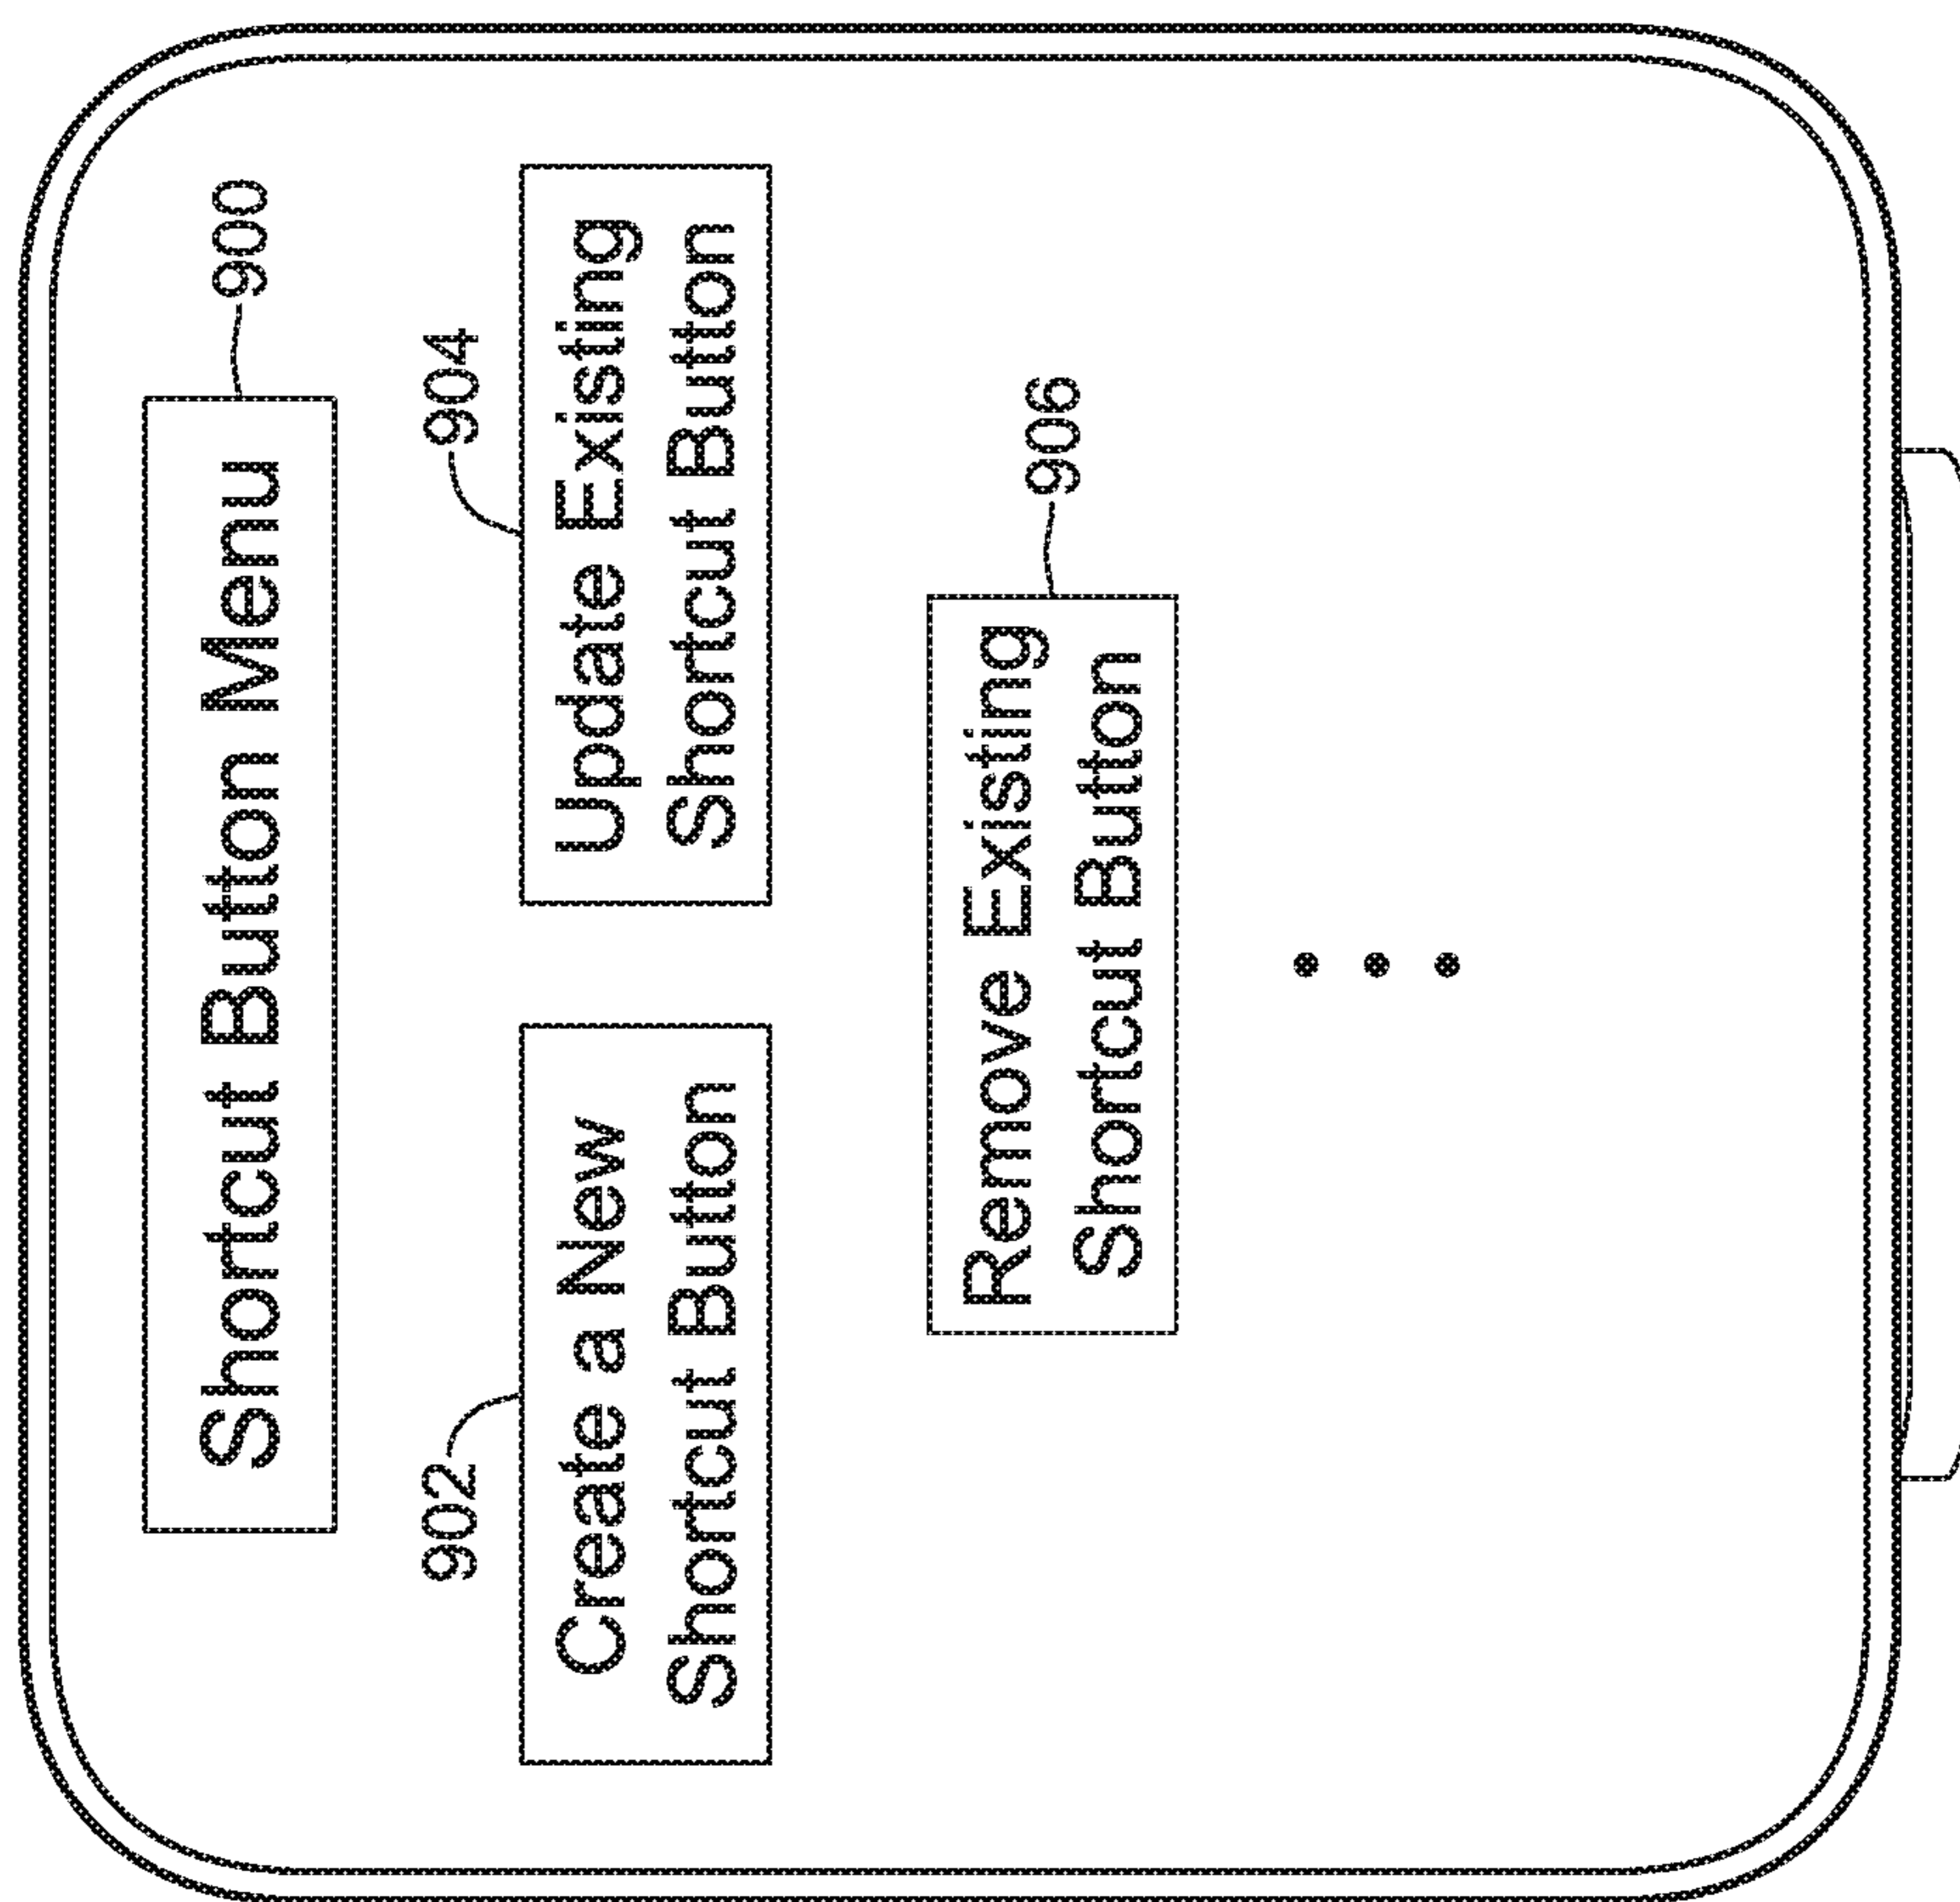 Shortcut Button Menu
900
902
904
Create a New
Shortcut Button
Update Existing
Shortcut Button
906
Remove Existing
Shortcut Button